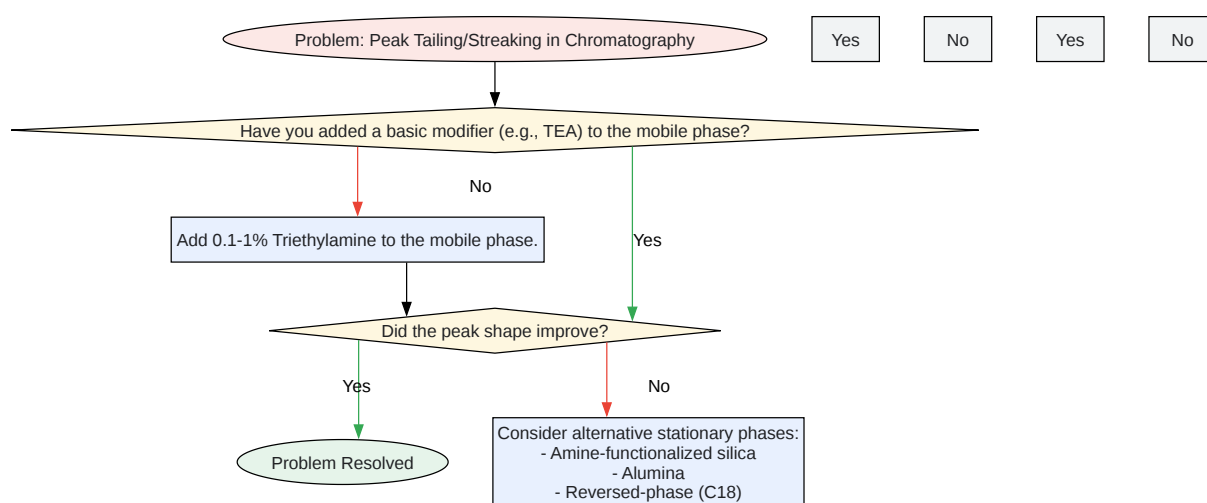 Problem: Peak Tailing/Streaking in Chromatography
Yes
No
Yes
No
Have you added a basic modifier (e.g., TEA) to the mobile phase?
No
Add 0.1-1% Triethylamine to the mobile phase.
Yes
Did the peak shape improve?
Yes
No
Consider alternative stationary phases:
- Amine-functionalized silica
- Alumina
- Reversed-phase (C18)
Problem Resolved